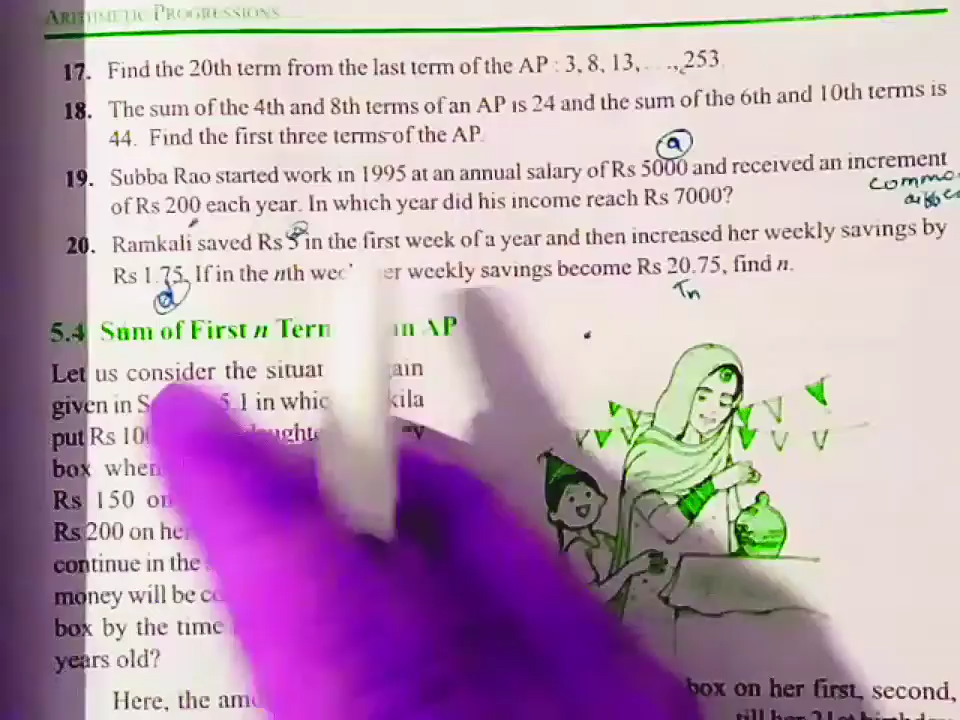 ARITHMETIC PROGRESSIONS
17. Find the 20th term from the last term of the AP : 3, 8, 13, . . ., 253
18. The sum of the 4th and 8th terms of an AP is 24 and the sum of the 6th and 10th terms is
44. Find the first three terms of the AP.
a
19. Subba Rao started work in 1995 at an annual salary of Rs 5000 and received an increment
commo
of Rs 200 each year. In which year did his income reach Rs 7000?
20. Ramkali saved Rs 5 in the first week of a year and then increased her weekly savings by
Rs 1.75. If in the nth wee er weekly savings become Rs 20.75, find n.
d Tn
5.4 Sum of First n Term n AP
Let us consider the situat ain
given in S 5.1 in whic kila
put Rs 10
box when
Rs 150 on
Rs 200 on her
continue in the
money will be
box by the time
years old?
Here, the box on her first, second,
till her 21st